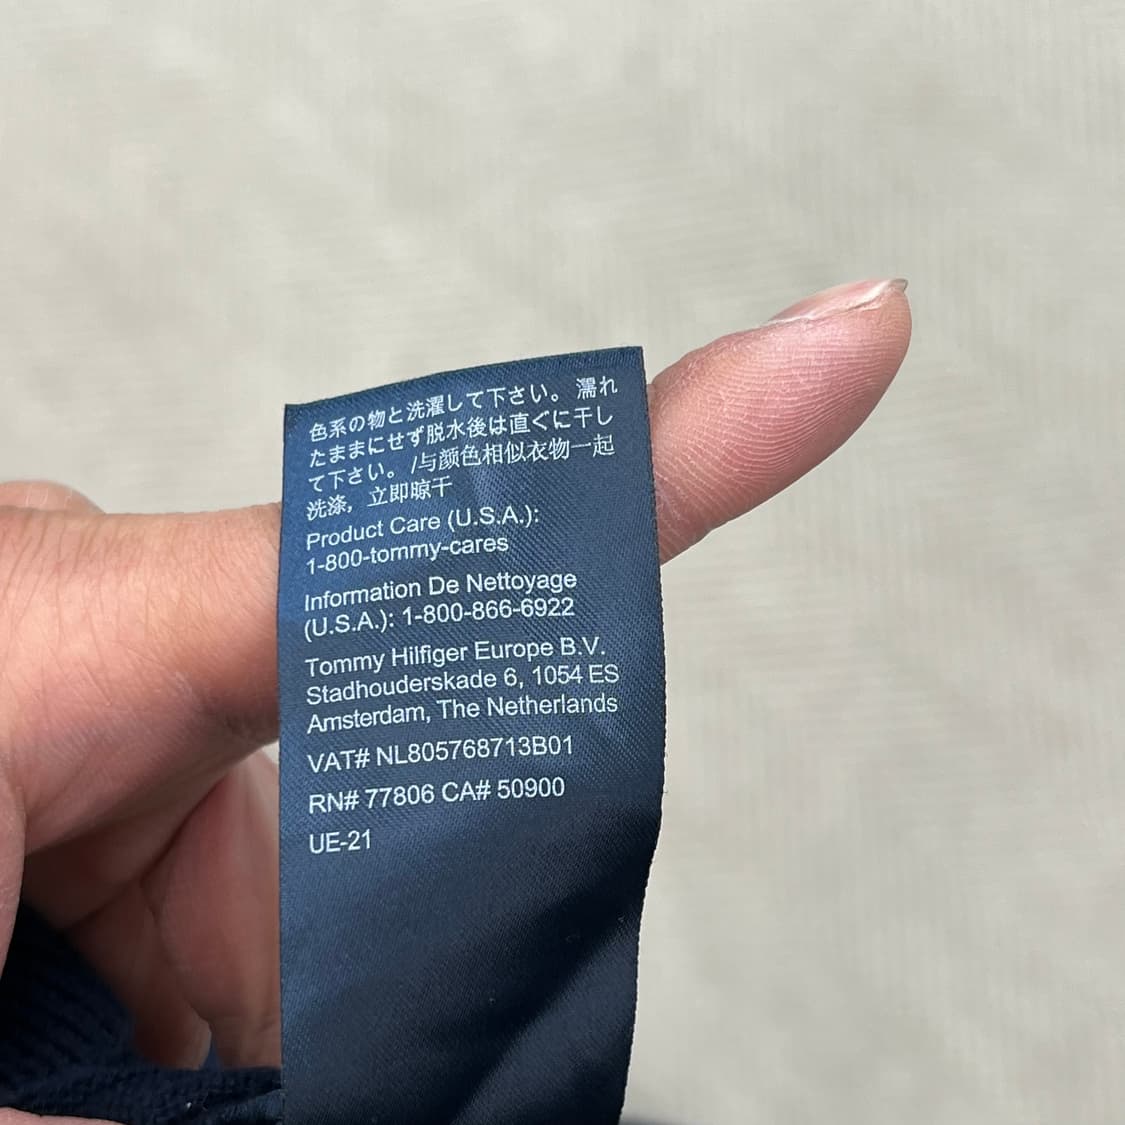 色系の物と洗濯して下さい。 濡れ
たままにせず脱水後は直ぐに干し
て下さい。 /与颜色相似衣物一起
洗涤，立即晾干
Product Care (U.S.A.):
1-800-tommy-cares
Information De Nettoyage
(U.S.A.): 1-800-866-6922
Tommy Hilfiger Europe B.V.
Stadhouderskade 6, 1054 ES
Amsterdam, The Netherlands
VAT# NL805768713B01
RN# 77806 CA# 50900
UE-21